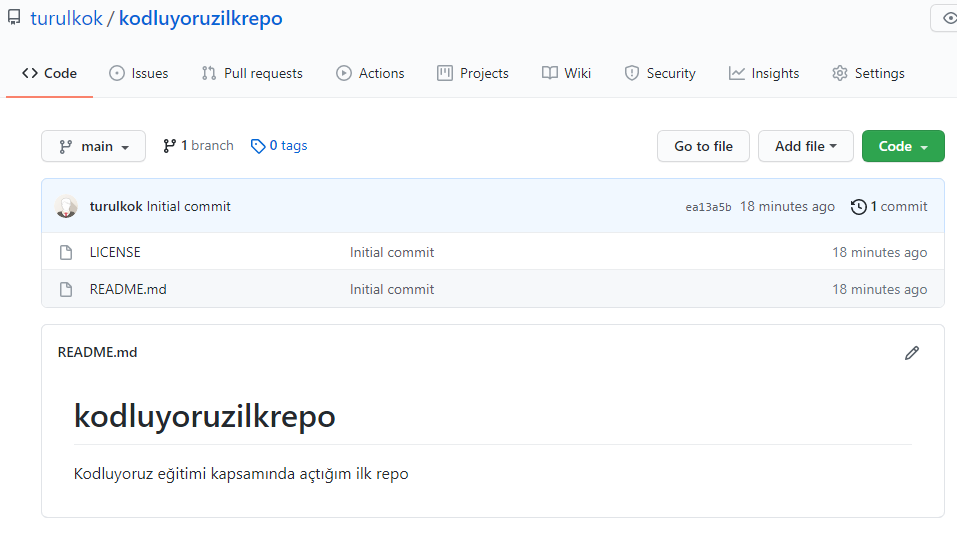 turulkok / kodluyoruzilkrepo
Code Issues Pull requests Actions Projects Wiki Security Insights Settings
main 1 branch 0 tags Go to file Add file Code
turulkok Initial commit ea13a5b 18 minutes ago 1 commit
LICENSE Initial commit 18 minutes ago
README.md Initial commit 18 minutes ago
README.md
kodluyoruzilkrepo
Kodluyoruz eğitimi kapsamında açtığım ilk repo